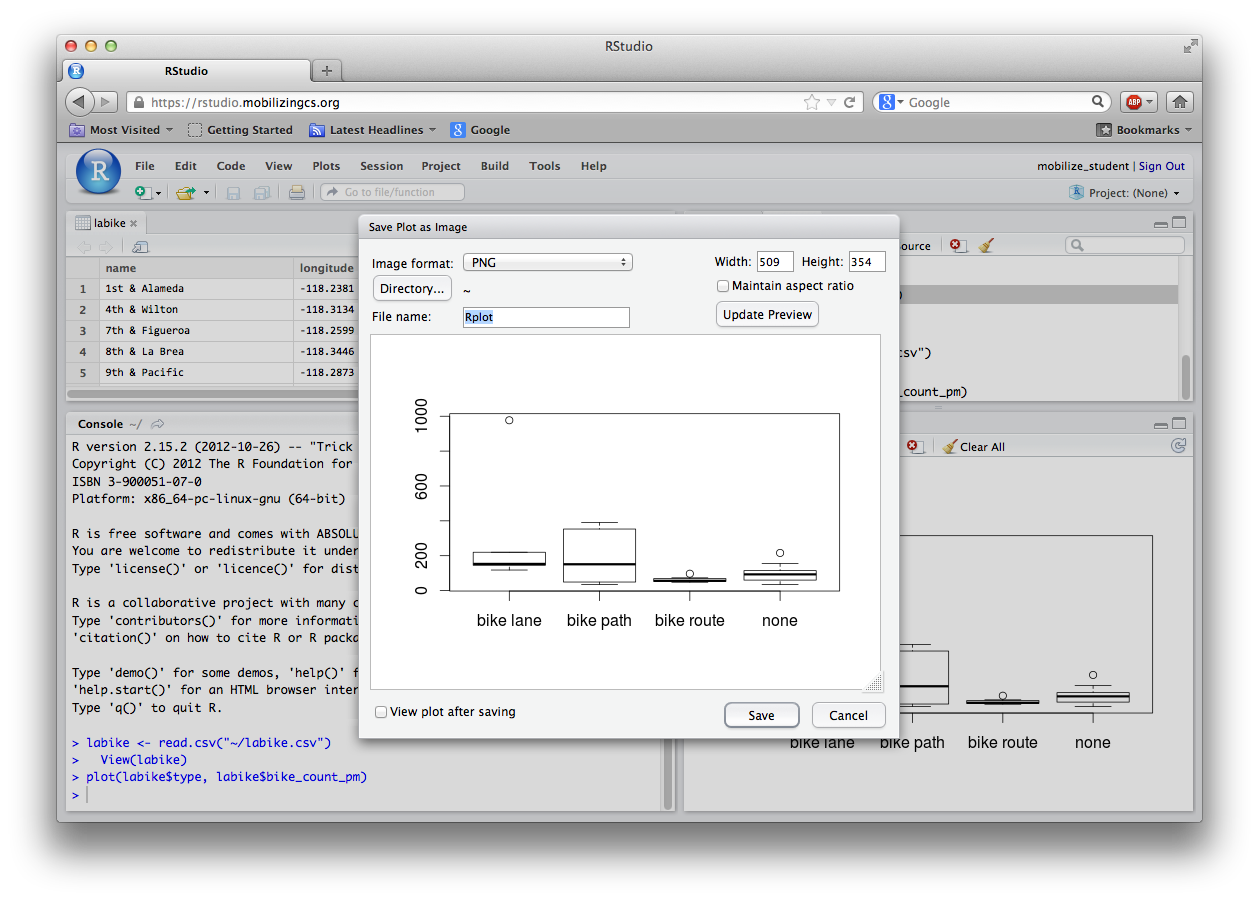 RStudio
RStudio
https://rstudio.mobilizingcs.org
Google
ABP
Most Visited
Getting Started
Latest Headlines
Google
Bookmarks
File Edit Code View Plots Session Project Build Tools Help
mobilize_student | Sign Out
Go to file/function
Project: (None)
labike
name longitude
1 1st & Alameda -118.2381
2 4th & Wilton -118.3134
3 7th & Figueroa -118.2599
4 8th & La Brea -118.3446
5 9th & Pacific -118.2873
Console ~/
R version 2.15.2 (2012-10-26) -- "Trick
Copyright (C) 2012 The R Foundation for
ISBN 3-900051-07-0
Platform: x86_64-pc-linux-gnu (64-bit)
R is free software and comes with ABSOLU
You are welcome to redistribute it under
Type 'license()' or 'licence()' for dist
R is a collaborative project with many c
Type 'contributors()' for more informati
'citation()' on how to cite R or R packa
Type 'demo()' for some demos, 'help()' f
'help.start()' for an HTML browser inter
Type 'q()' to quit R.
> labike <- read.csv("~/labike.csv")
>   View(labike)
> plot(labike$type, labike$bike_count_pm)
>
Save Plot as Image
Image format: PNG
Directory... ~
File name: Rplot
Width: 509 Height: 354
Maintain aspect ratio
Update Preview
1000
600
200
0
bike lane bike path bike route none
View plot after saving
Save Cancel
ource
)
csv")
_count_pm)
Clear All
bike lane bike path bike route none